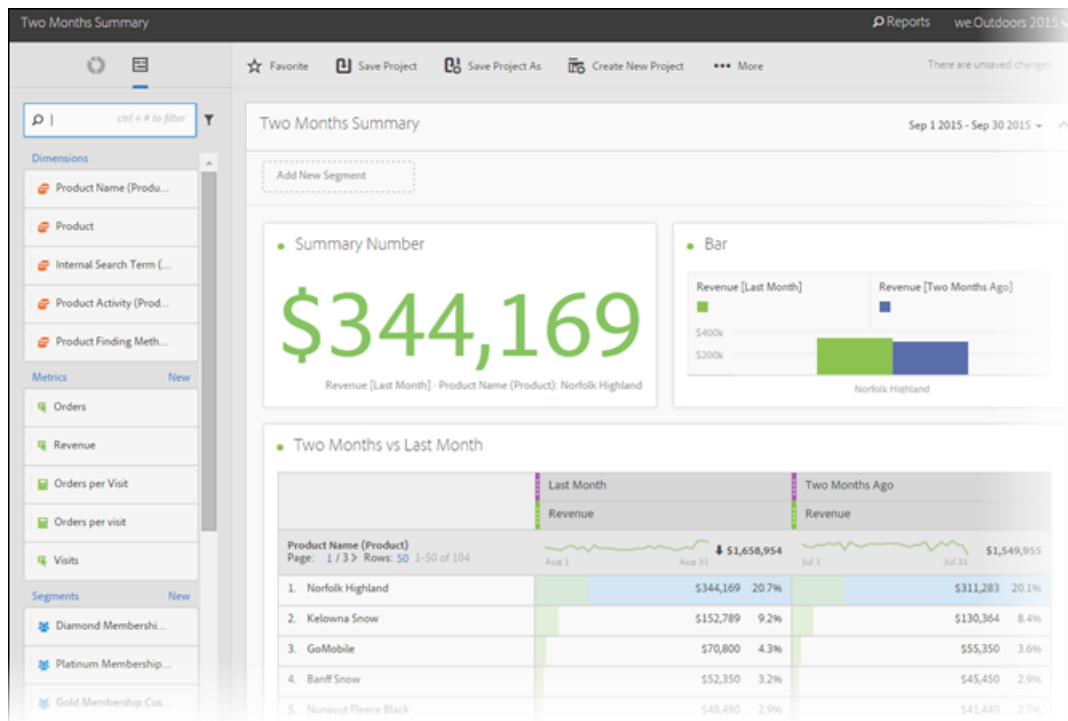 Two Months Summary
Reports
we.Outdoors 2015
Favorite
Save Project
Save Project As
Create New Project
More
There are unsaved changes
ctrl + # to filter
Dimensions
Product Name (Produ...
Product
Internal Search Term (...
Product Activity (Prod...
Product Finding Meth...
Metrics New
Orders
Revenue
Orders per Visit
Orders per visit
Visits
Segments New
Diamond Membershi...
Platinum Membership...
Gold Membership Cus...
Two Months Summary
Sep 1 2015 - Sep 30 2015
Add New Segment
Summary Number
$344,169
Revenue [Last Month] - Product Name (Product): Norfolk Highland
Bar
Revenue [Last Month] Revenue [Two Months Ago]
$400k
$200k
Norfolk Highland
Two Months vs Last Month
Last Month Two Months Ago
Revenue Revenue
Product Name (Product)
Page: 1 / 3 > Rows: 50 1-50 of 104
Aug 1 Aug 31 $1,658,954 Jul 1 Jul 31 $1,549,955
1. Norfolk Highland $344,169 20.7% $311,283 20.1%
2. Kelowna Snow $152,789 9.2% $130,364 8.4%
3. GoMobile $70,800 4.3% $55,350 3.6%
4. Banff Snow $52,350 3.2% $45,450 2.9%
5. Nunavut Fleece Black $48,480 2.9% $41,440 2.7%